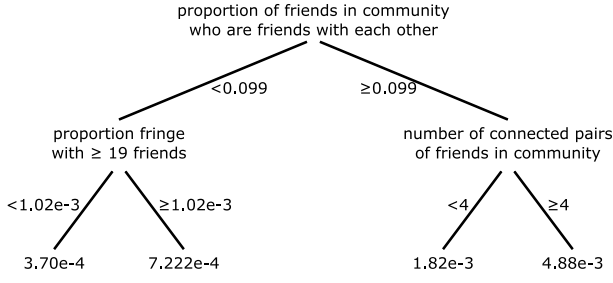 proportion of friends in community
who are friends with each other
<0.099
≥0.099
proportion fringe
with ≥ 19 friends
number of connected pairs
of friends in community
<1.02e-3
≥1.02e-3
<4
≥4
3.70e-4
7.222e-4
1.82e-3
4.88e-3